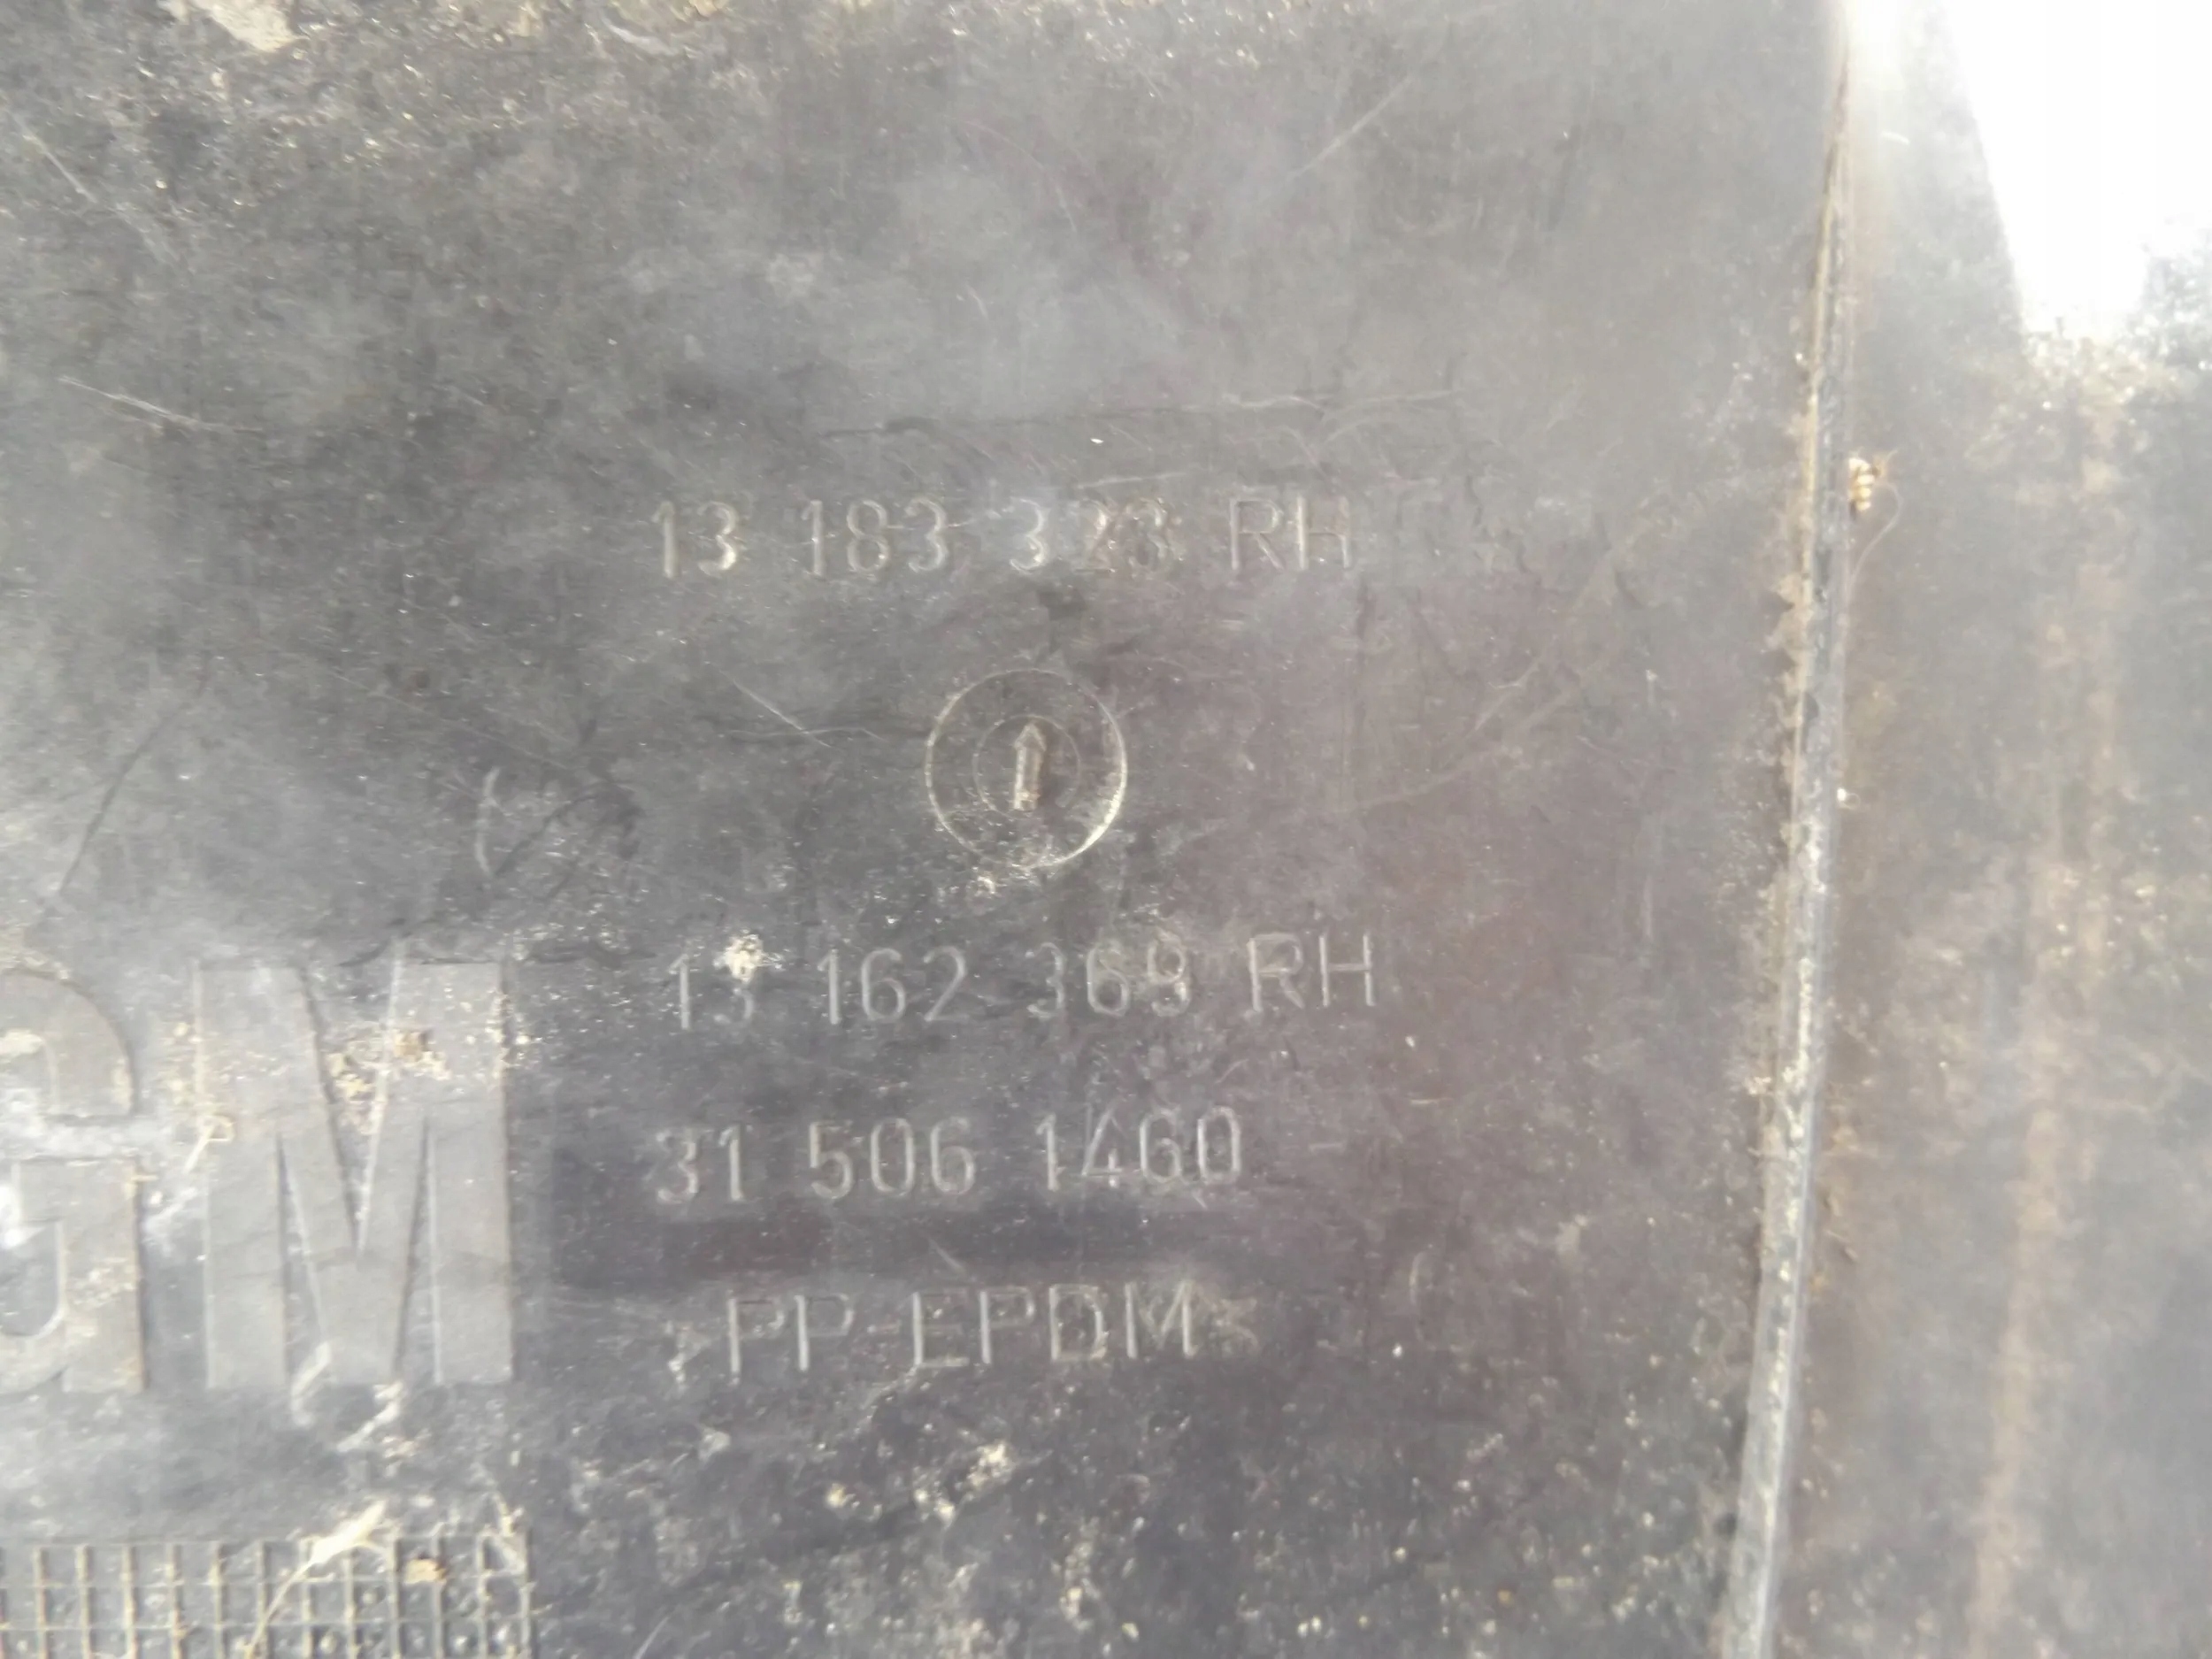 13 183 323 RH
13 162 369 RH
GM
31 506 1460
PP-EPDM